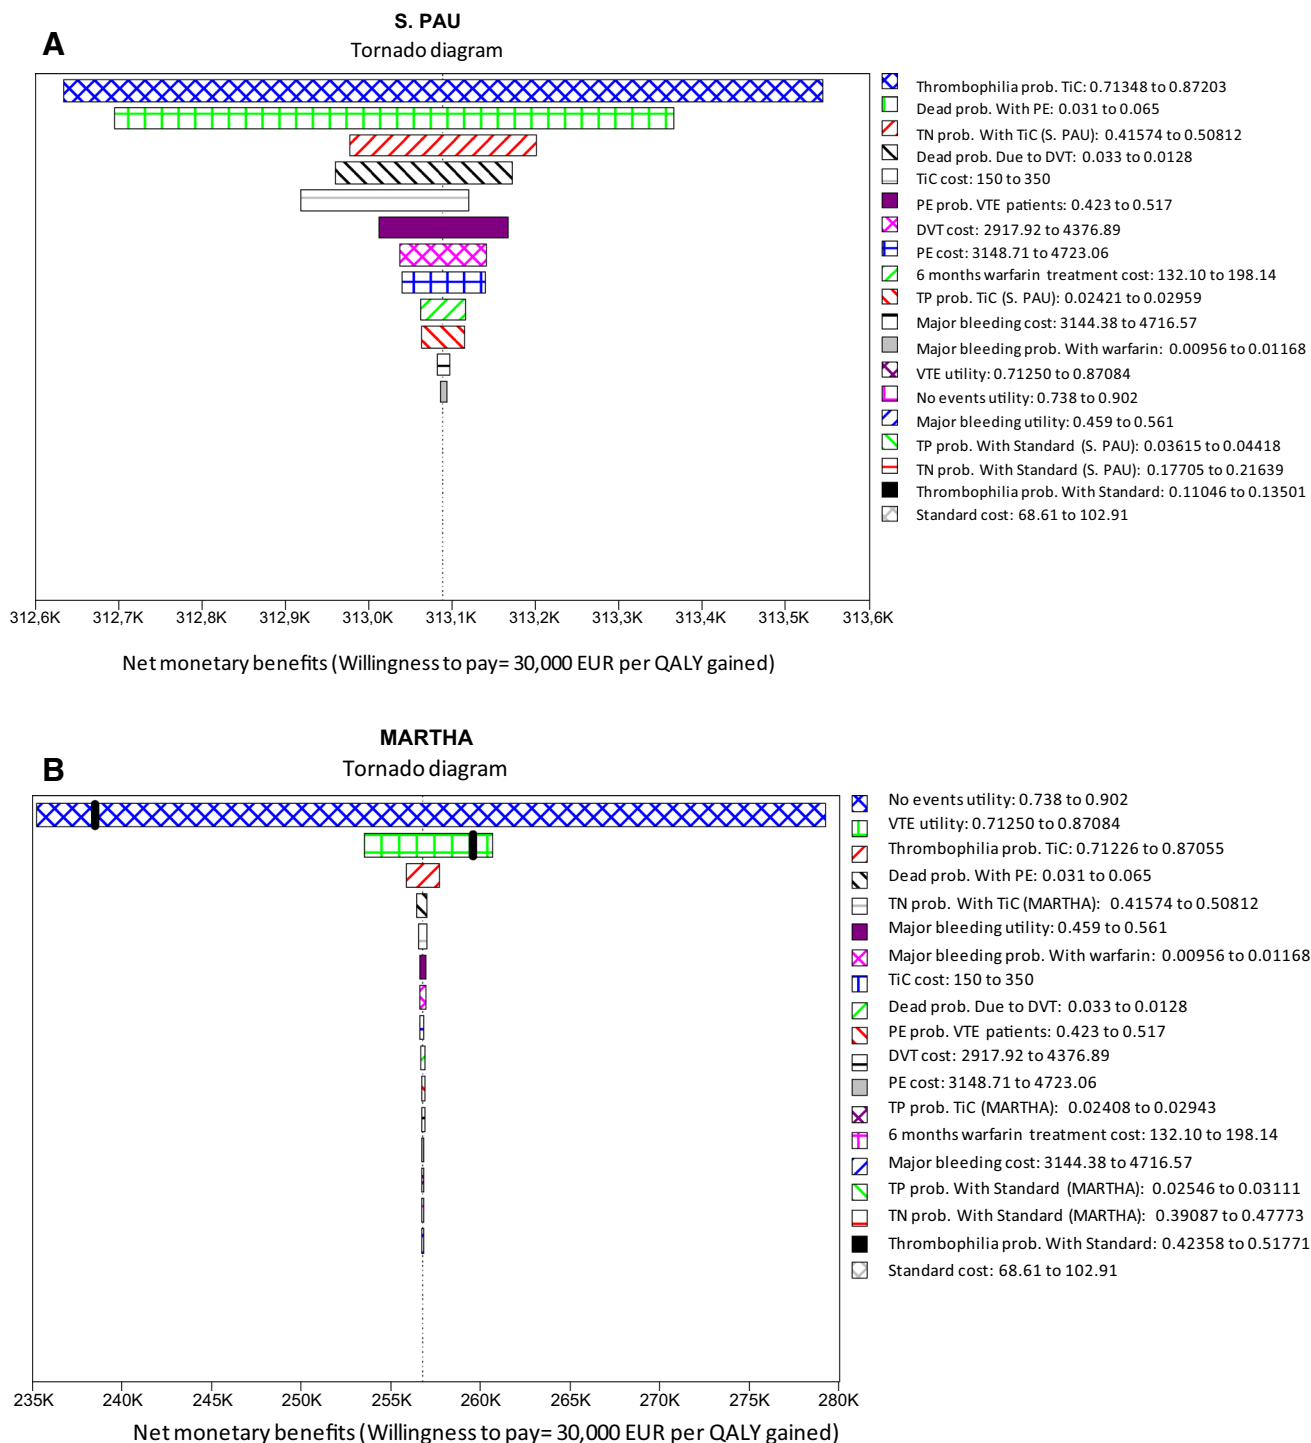 A
S. PAU
Tornado diagram
Thrombophilia prob. TiC: 0.71348 to 0.87203
Dead prob. With PE: 0.031 to 0.065
TN prob. With TiC (S. PAU): 0.41574 to 0.50812
Dead prob. Due to DVT: 0.033 to 0.0128
TiC cost: 150 to 350
PE prob. VTE patients: 0.423 to 0.517
DVT cost: 2917.92 to 4376.89
PE cost: 3148.71 to 4723.06
6 months warfarin treatment cost: 132.10 to 198.14
TP prob. TiC (S. PAU): 0.02421 to 0.02959
Major bleeding cost: 3144.38 to 4716.57
Major bleeding prob. With warfarin: 0.00956 to 0.01168
VTE utility: 0.71250 to 0.87084
No events utility: 0.738 to 0.902
Major bleeding utility: 0.459 to 0.561
TP prob. With Standard (S. PAU): 0.03615 to 0.04418
TN prob. With Standard (S. PAU): 0.17705 to 0.21639
Thrombophilia prob. With Standard: 0.11046 to 0.13501
Standard cost: 68.61 to 102.91
312,6K 312,7K 312,8K 312,9K 313,0K 313,1K 313,2K 313,3K 313,4K 313,5K 313,6K
Net monetary benefits (Willingness to pay= 30,000 EUR per QALY gained)
B
MARTHA
Tornado diagram
No events utility: 0.738 to 0.902
VTE utility: 0.71250 to 0.87084
Thrombophilia prob. TiC: 0.71226 to 0.87055
Dead prob. With PE: 0.031 to 0.065
TN prob. With TiC (MARTHA): 0.41574 to 0.50812
Major bleeding utility: 0.459 to 0.561
Major bleeding prob. With warfarin: 0.00956 to 0.01168
TiC cost: 150 to 350
Dead prob. Due to DVT: 0.033 to 0.0128
PE prob. VTE patients: 0.423 to 0.517
DVT cost: 2917.92 to 4376.89
PE cost: 3148.71 to 4723.06
TP prob. TiC (MARTHA): 0.02408 to 0.02943
6 months warfarin treatment cost: 132.10 to 198.14
Major bleeding cost: 3144.38 to 4716.57
TP prob. With Standard (MARTHA): 0.02546 to 0.03111
TN prob. With Standard (MARTHA): 0.39087 to 0.47773
Thrombophilia prob. With Standard: 0.42358 to 0.51771
Standard cost: 68.61 to 102.91
235K 240K 245K 250K 255K 260K 265K 270K 275K 280K
Net monetary benefits (Willingness to pay= 30,000 EUR per QALY gained)